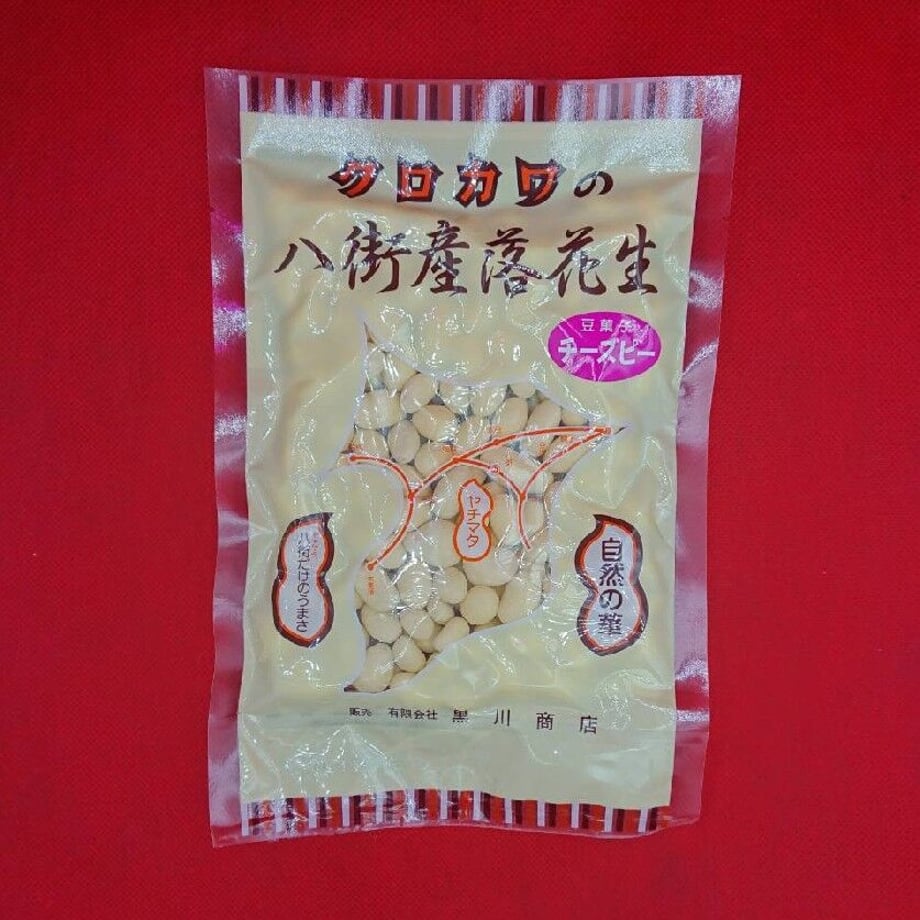 クロカワの
八街産落花生
豆菓子
チーズピー
ヤチマタ
八街だけのうまさ
自然の華
販売 有限会社 黒川商店